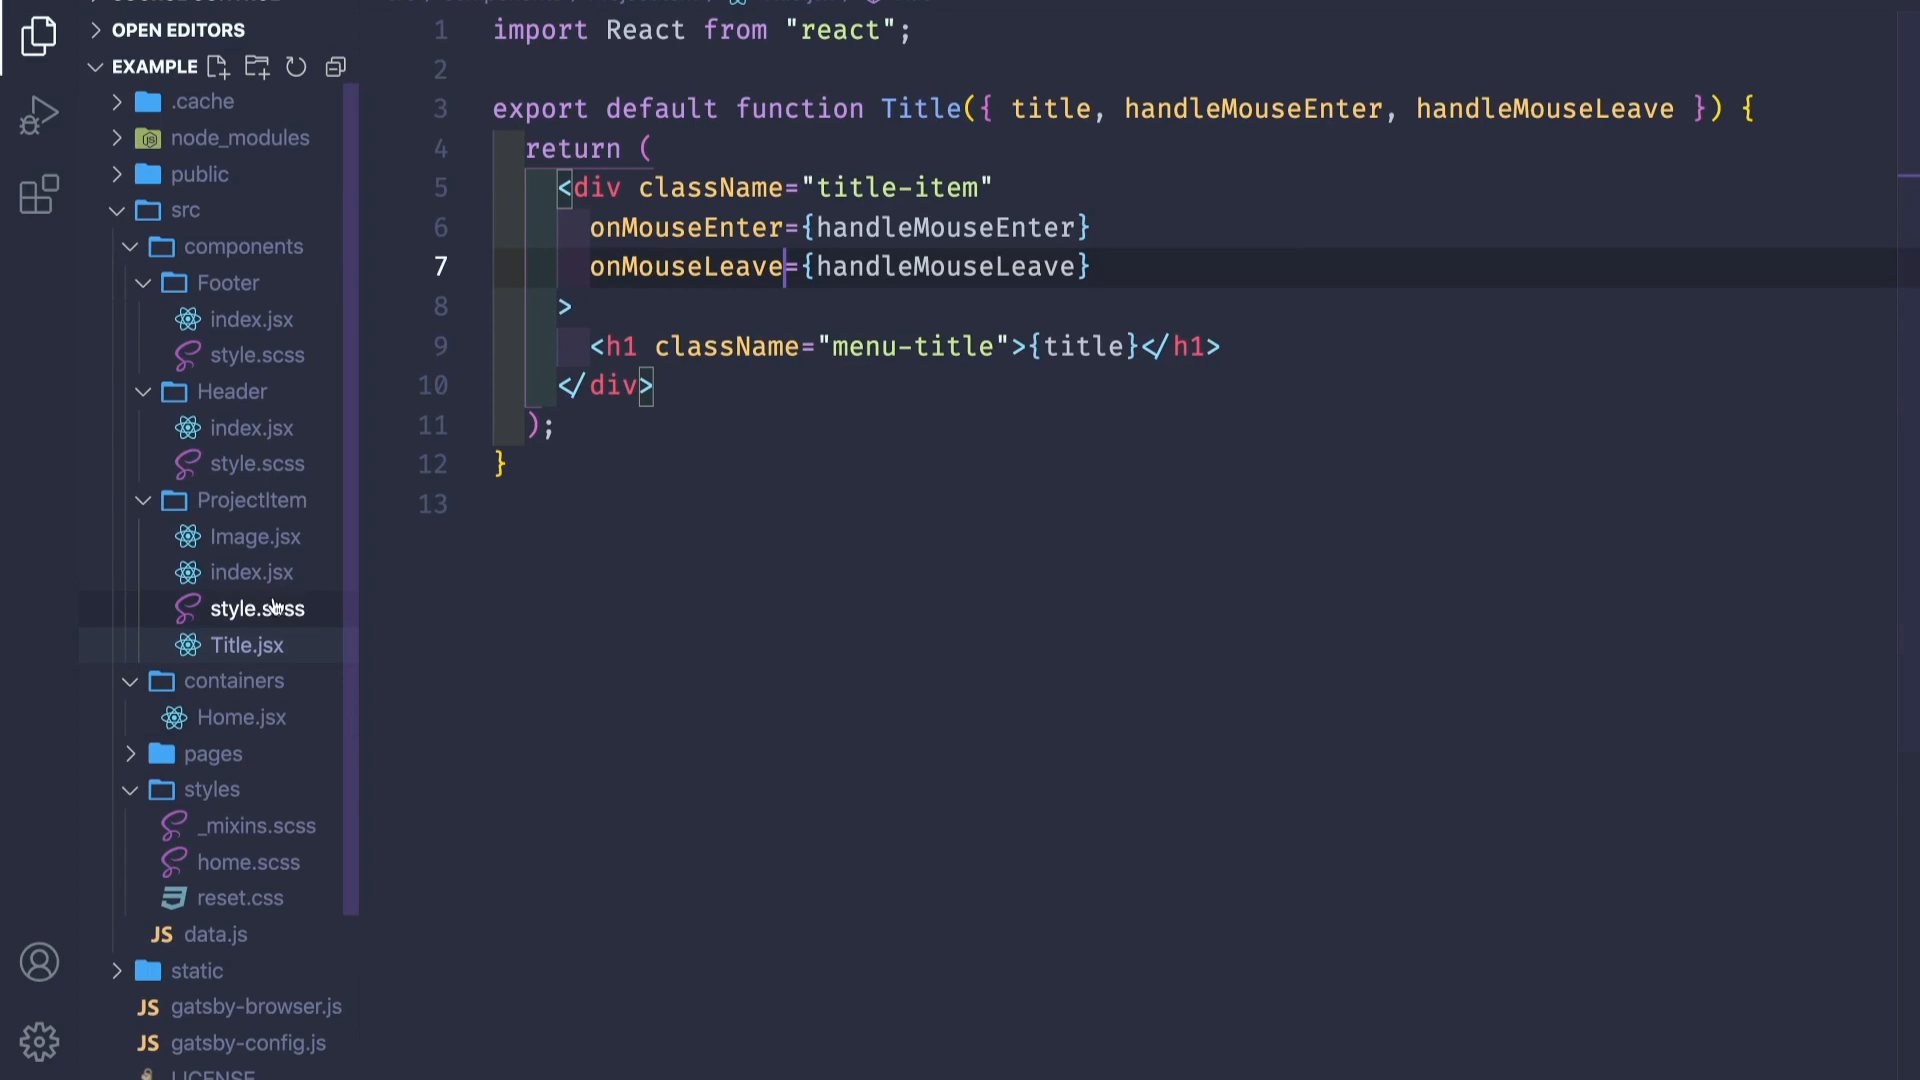 OPEN EDITORS
EXAMPLE
.cache
node_modules
public
src
components
Footer
index.jsx
style.scss
Header
index.jsx
style.scss
ProjectItem
Image.jsx
index.jsx
style.scss
Title.jsx
containers
Home.jsx
pages
styles
_mixins.scss
home.scss
reset.css
JS data.js
static
JS gatsby-browser.js
JS gatsby-config.js
LICENSE
1 import React from "react";
2
3 export default function Title({ title, handleMouseEnter, handleMouseLeave }) {
4 return (
5 <div className="title-item"
6 onMouseEnter={handleMouseEnter}
7 onMouseLeave={handleMouseLeave}
8 >
9 <h1 className="menu-title">{title}</h1>
10 </div>
11 );
12 }
13